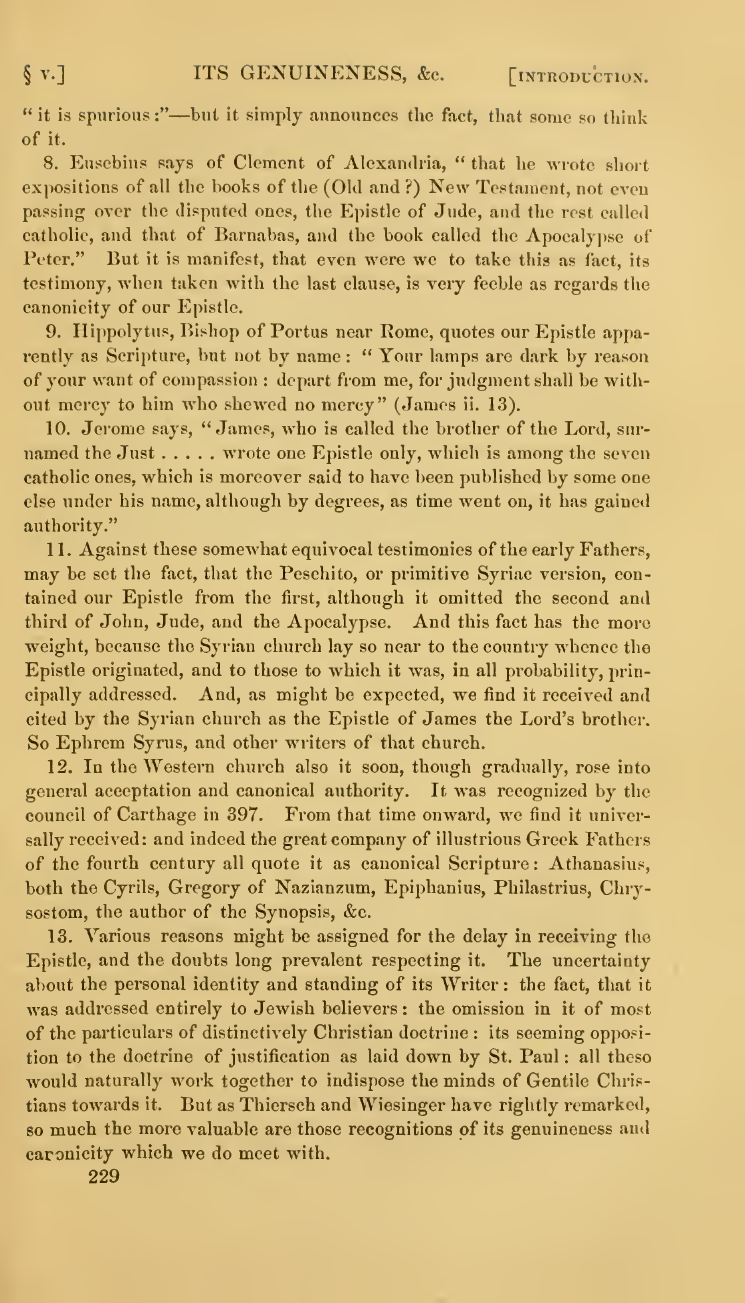 § v.] ITS GENUINENESS, &c. [INTRODUCTION.
“ it is spurious :”—but it simply announces the fact, that some so think
of it.
8. Eusebius says of Clement of Alexandria, “ that he wrote short
expositions of all the books of the (Old and ?) New Testament, not even
passing over the disputed ones, the Epistle of Jude, and the rest called
catholic, and that of Barnabas, and the book called the Apocalypse of
Peter.” But it is manifest, that even were we to take this as fact, its
testimony, when taken with the last clause, is very feeble as regards the
canonicity of our Epistle.
9. Hippolytus, Bishop of Portus near Rome, quotes our Epistle appa-
rently as Scripture, but not by name : “ Your lamps are dark by reason
of your want of compassion : depart from me, for judgment shall be with-
out mercy to him who shewed no mercy” (James ii. 13).
10. Jerome says, “ James, who is called the brother of the Lord, sur-
named the Just . . . . . wrote one Epistle only, which is among the seven
catholic ones, which is moreover said to have been published by some one
else under his name, although by degrees, as time went on, it has gained
authority.”
11. Against these somewhat equivocal testimonies of the early Fathers,
may be set the fact, that the Peschito, or primitive Syriac version, con-
tained our Epistle from the first, although it omitted the second and
third of John, Jude, and the Apocalypse. And this fact has the more
weight, because the Syrian church lay so near to the country whence the
Epistle originated, and to those to which it was, in all probability, prin-
cipally addressed. And, as might be expected, we find it received and
cited by the Syrian church as the Epistle of James the Lord’s brother.
So Ephrem Syrus, and other writers of that church.
12. In the Western church also it soon, though gradually, rose into
general acceptation and canonical authority. It was recognized by the
council of Carthage in 397. From that time onward, we find it univer-
sally received: and indeed the great company of illustrious Greek Fathers
of the fourth century all quote it as canonical Scripture : Athanasius,
both the Cyrils, Gregory of Nazianzum, Epiphanius, Philastrius, Chry-
sostom, the author of the Synopsis, &c.
13. Various reasons might be assigned for the delay in receiving the
Epistle, and the doubts long prevalent respecting it. The uncertainty
about the personal identity and standing of its Writer : the fact, that it
was addressed entirely to Jewish believers : the omission in it of most
of the particulars of distinctively Christian doctrine : its seeming opposi-
tion to the doctrine of justification as laid down by St. Paul : all these
would naturally work together to indispose the minds of Gentile Chris-
tians towards it. But as Thiersch and Wiesinger have rightly remarked,
so much the more valuable are those recognitions of its genuineness and
canonicity which we do meet with.
229